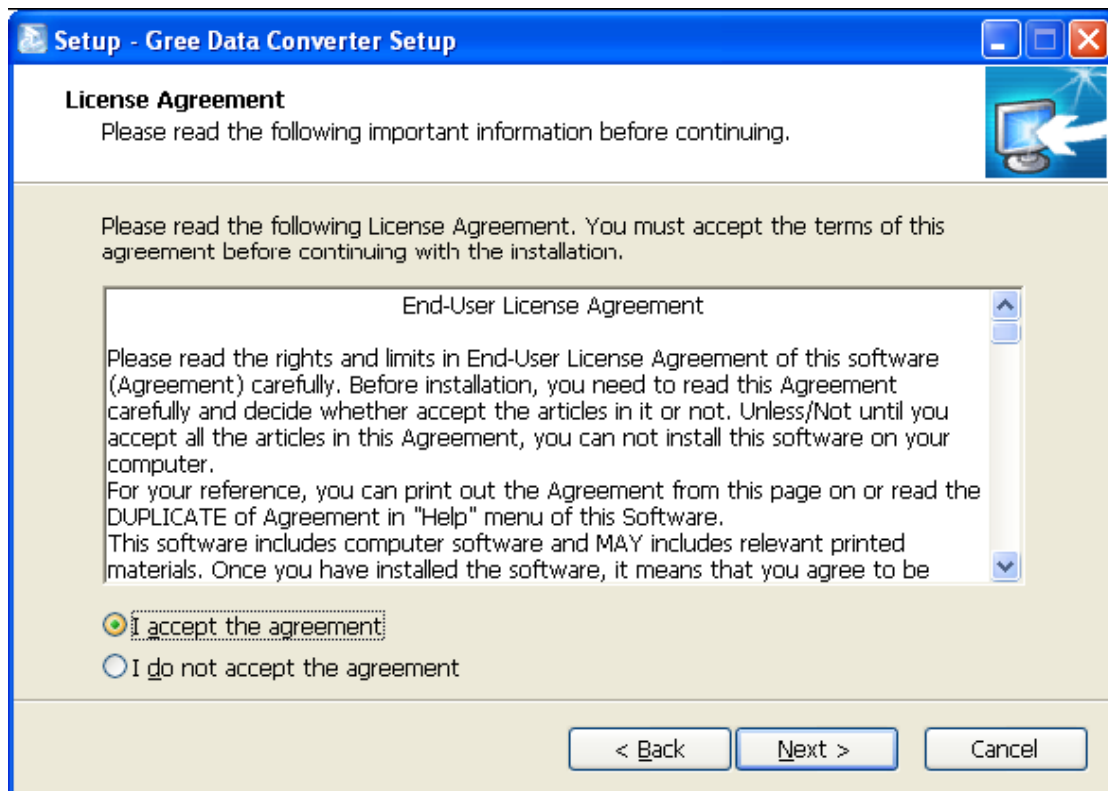 Setup - Gree Data Converter Setup
License Agreement
Please read the following important information before continuing.
Please read the following License Agreement. You must accept the terms of this
agreement before continuing with the installation.
End-User License Agreement
Please read the rights and limits in End-User License Agreement of this software
(Agreement) carefully. Before installation, you need to read this Agreement
carefully and decide whether accept the articles in it or not. Unless/Not until you
accept all the articles in this Agreement, you can not install this software on your
computer.
For your reference, you can print out the Agreement from this page on or read the
DUPLICATE of Agreement in "Help" menu of this Software.
This software includes computer software and MAY includes relevant printed
materials. Once you have installed the software, it means that you agree to be
I accept the agreement
I do not accept the agreement
< Back
Next >
Cancel